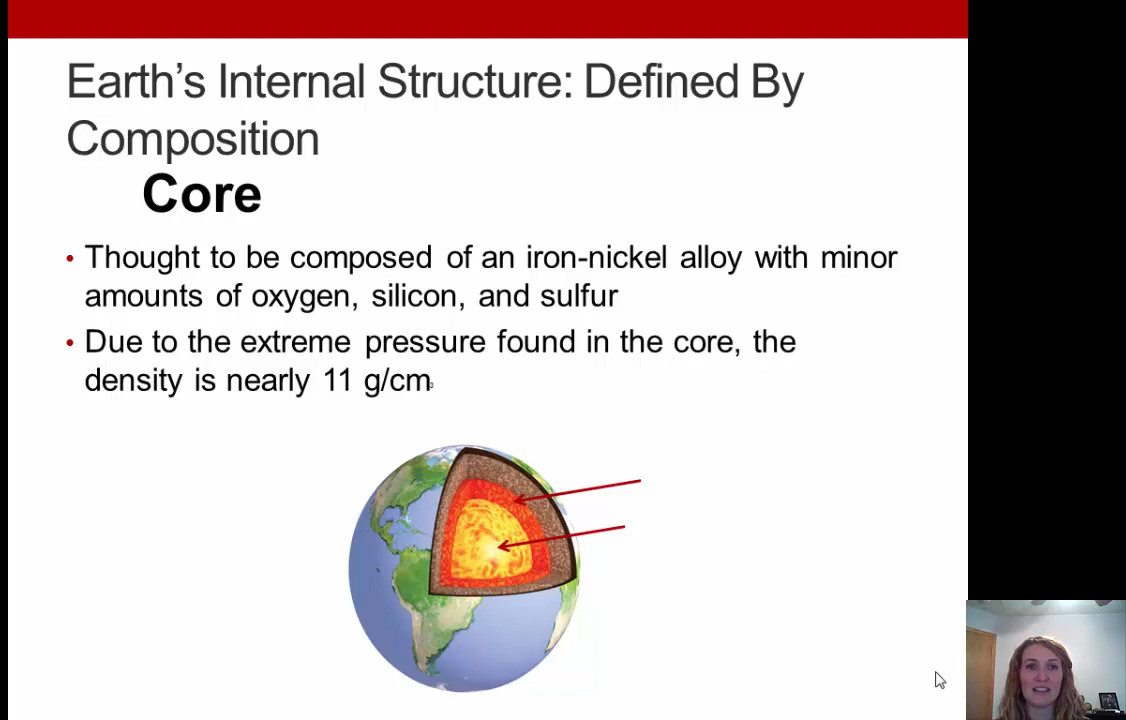 Earth's Internal Structure: Defined By
Composition
Core
• Thought to be composed of an iron-nickel alloy with minor
amounts of oxygen, silicon, and sulfur
• Due to the extreme pressure found in the core, the
density is nearly 11 g/cm